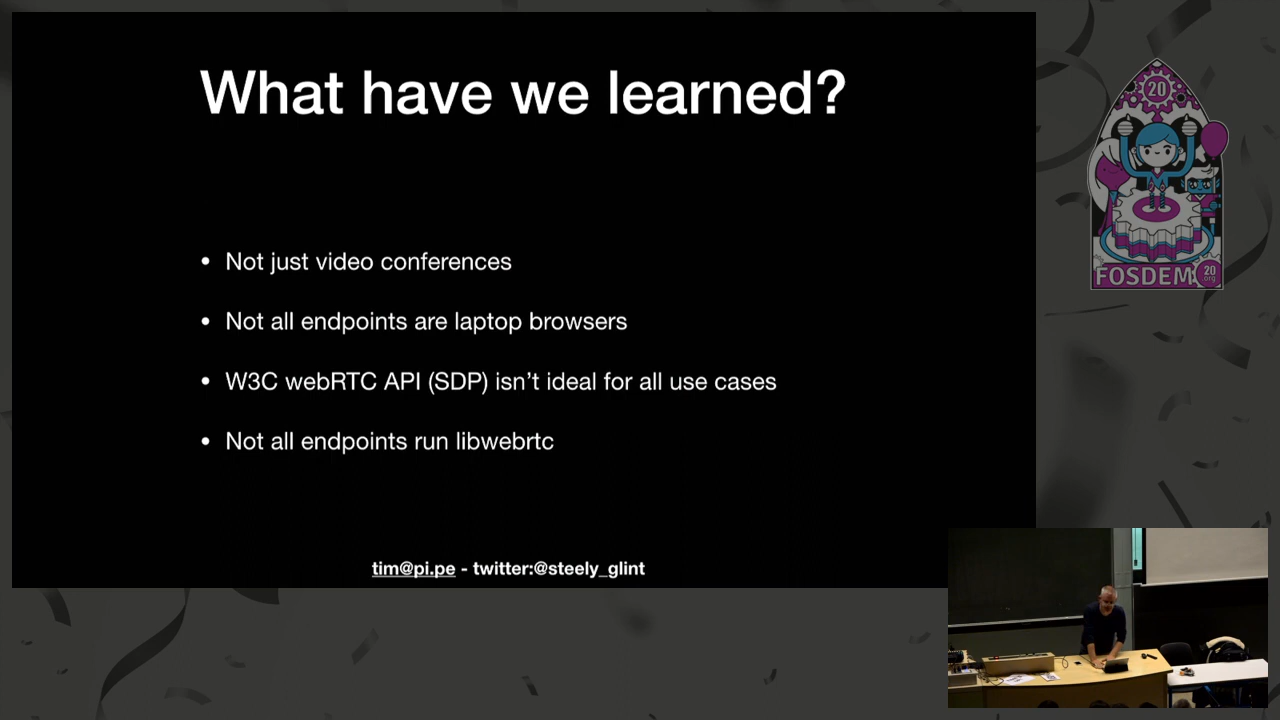 What have we learned?
• Not just video conferences
• Not all endpoints are laptop browsers
• W3C webRTC API (SDP) isn’t ideal for all use cases
• Not all endpoints run libwebrtc
tim@pi.pe - twitter:@steely_glint
20
FOSDEM
20
.org